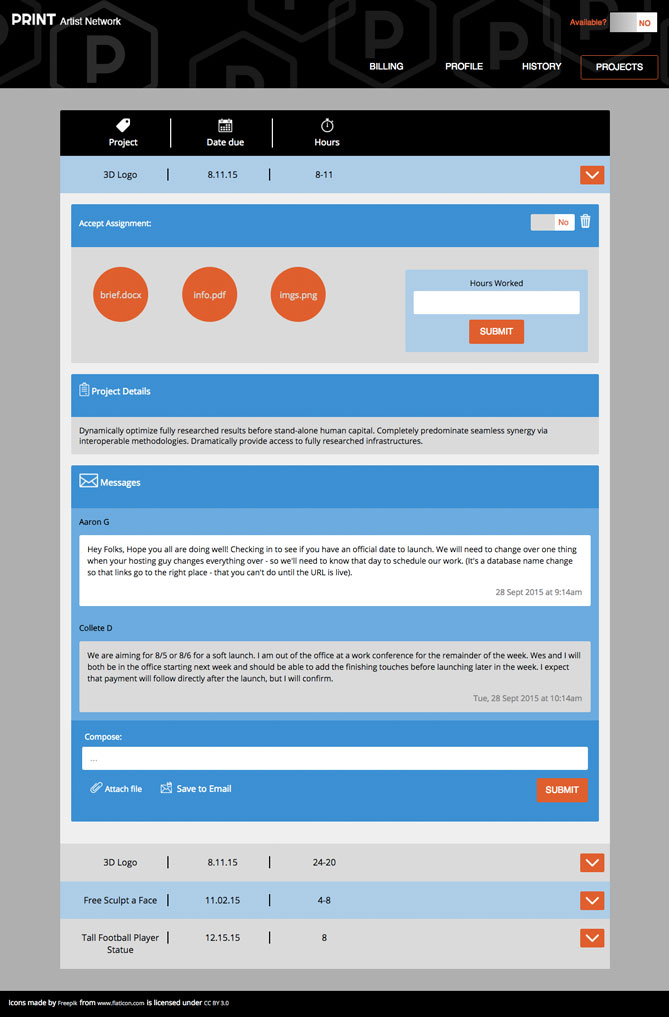 PRINT Artist Network
Available? NO
BILLING PROFILE HISTORY PROJECTS
Project Date due Hours
3D Logo 8.11.15 8-11
Accept Assignment: No
brief.docx info.pdf imgs.png
Hours Worked
SUBMIT
Project Details
Dynamically optimize fully researched results before stand-alone human capital. Completely predominate seamless synergy via
interoperable methodologies. Dramatically provide access to fully researched infrastructures.
Messages
Aaron G
Hey Folks, Hope you all are doing well! Checking in to see if you have an official date to launch. We will need to change over one thing
when your hosting guy changes everything over - so we'll need to know that day to schedule our work. (It's a database name change
so that links go to the right place - that you can't do until the URL is live).
28 Sept 2015 at 9:14am
Collete D
We are aiming for 8/5 or 8/6 for a soft launch. I am out of the office at a work conference for the remainder of the week. Wes and I will
both be in the office starting next week and should be able to add the finishing touches before launching later in the week. I expect
that payment will follow directly after the launch, but I will confirm.
Tue, 28 Sept 2015 at 10:14am
Compose:
...
Attach file Save to Email SUBMIT
3D Logo 8.11.15 24-20
Free Sculpt a Face 11.02.15 4-8
Tall Football Player 12.15.15 8
Statue
Icons made by Freepik from www.flaticon.com is licensed under CC BY 3.0